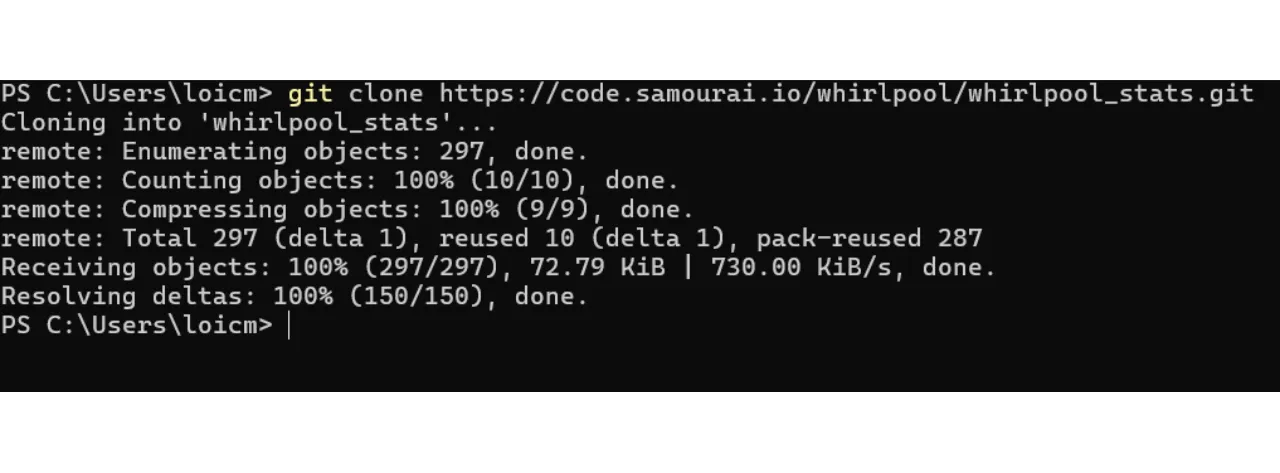 PS C:\Users\loicm> git clone https://code.samourai.io/whirlpool/whirlpool_stats.git
Cloning into 'whirlpool_stats'...
remote: Enumerating objects: 297, done.
remote: Counting objects: 100% (10/10), done.
remote: Compressing objects: 100% (9/9), done.
remote: Total 297 (delta 1), reused 10 (delta 1), pack-reused 287
Receiving objects: 100% (297/297), 72.79 KiB | 730.00 KiB/s, done.
Resolving deltas: 100% (150/150), done.
PS C:\Users\loicm>